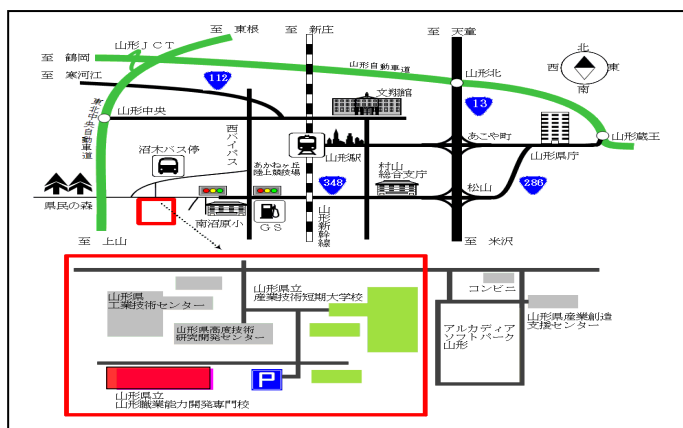 至 東根
至 新庄
至 天童
至 鶴岡
山形JCT
山形自動車道
山形北
北
西
東
南
至 寒河江
112
文翔館
13
東北中央自動車道
山形中央
西バイパス
沼木バス停
あかねヶ丘
陸上競技場
山形駅
村山
総合支庁
あこや町
山形県庁
山形蔵王
県民の森
南沼原小
GS
348
山形新幹線
松山
286
至 上山
至 米沢
山形県
工業技術センター
山形県立
産業技術短期大学校
コンビニ
山形県高度技術
研究開発センター
アルカディア
ソフトパーク
山形
山形県産業創造
支援センター
P
山形県立
山形職業能力開発専門校